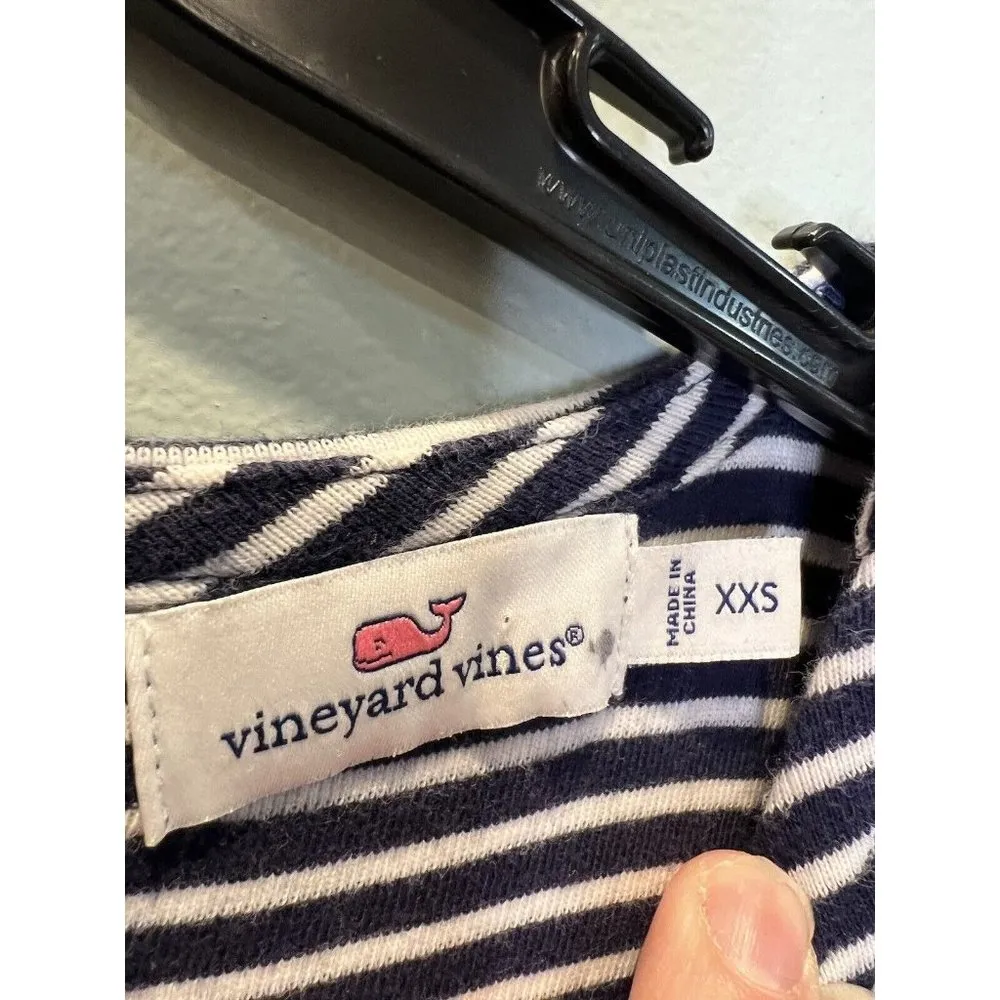 www.uniplastindustries.com
vineyard vines®
MADE IN
CHINA
XXS